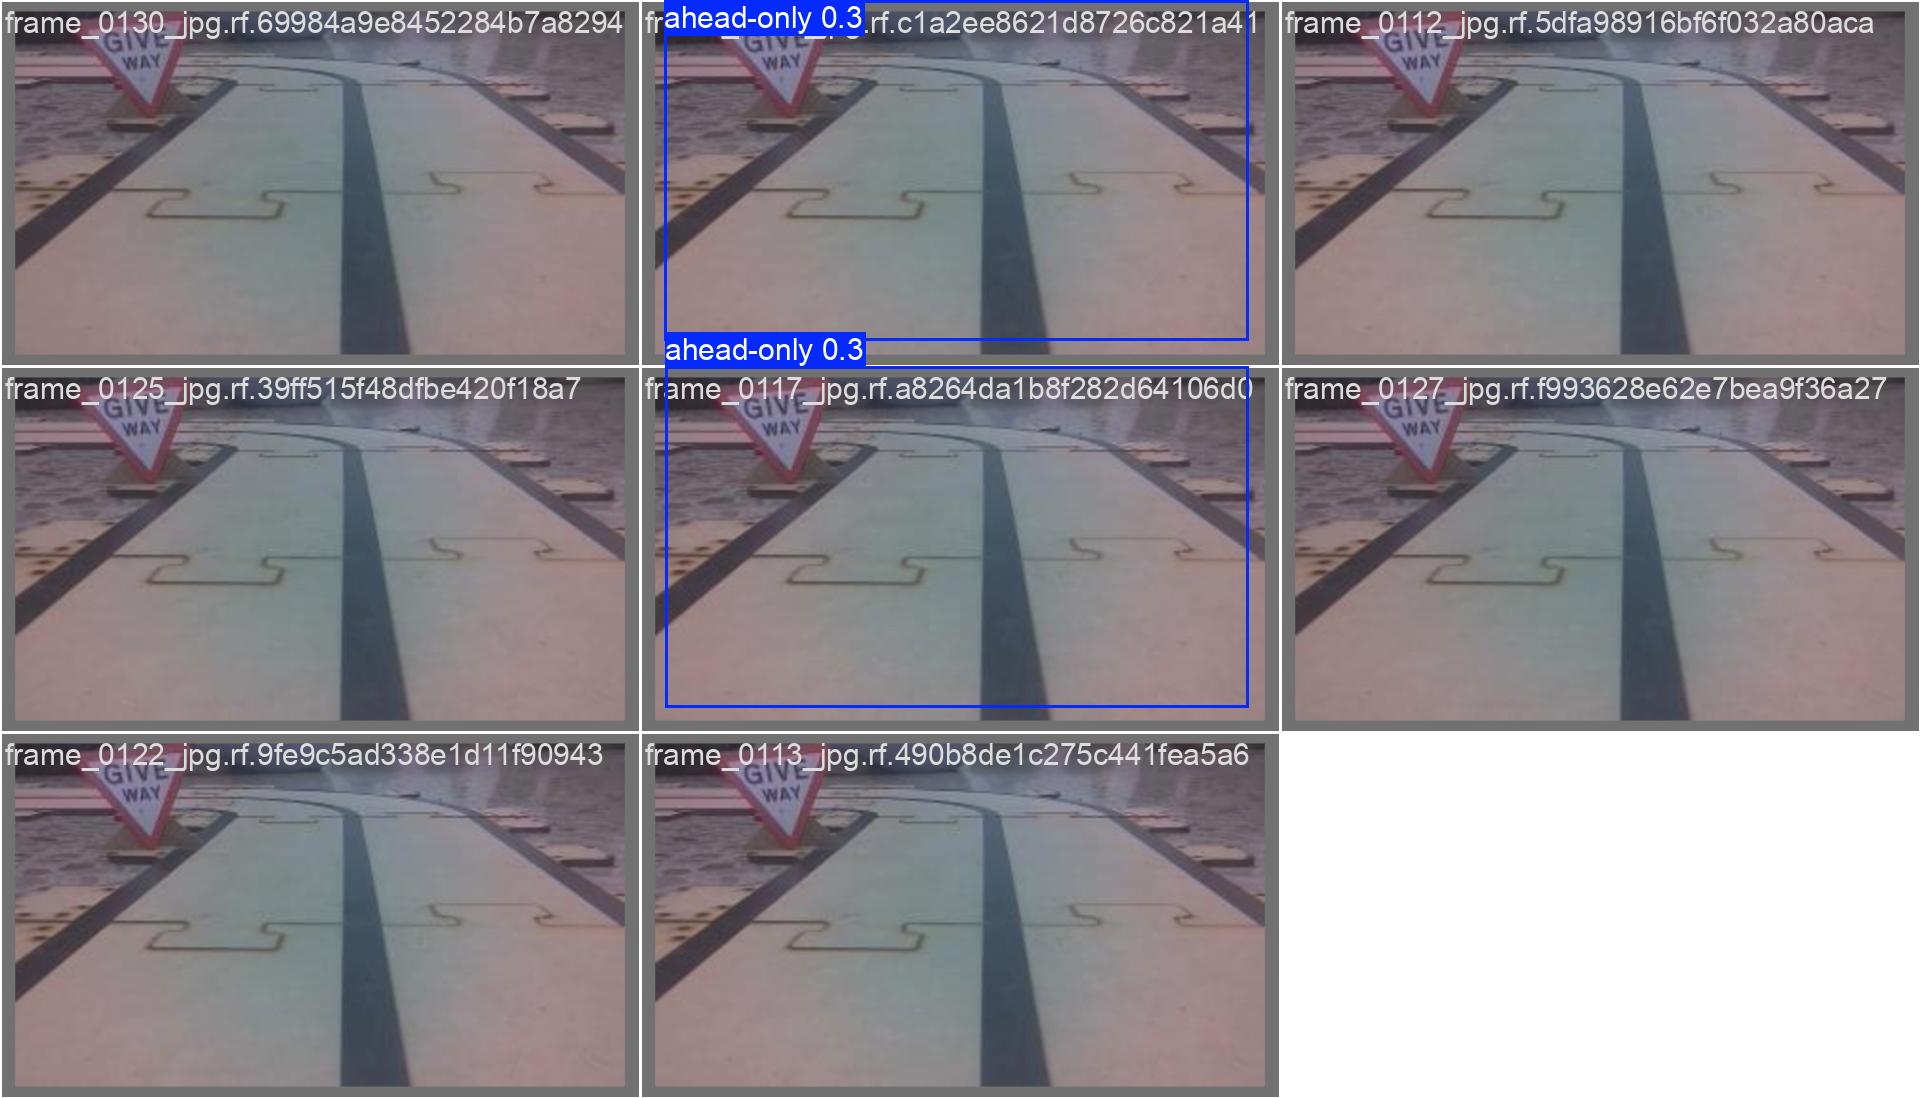 frame_0130_jpg.rf.69984a9e8452284b7a8294
GIVE
WAY
ahead-only 0.3
.rf.c1a2ee8621d8726c821a41
GIVE
WAY
frame_0112_jpg.rf.5dfa98916bf6f032a80aca
GIVE
WAY
frame_0125_jpg.rf.39ff515f48dfbe420f18a7
GIVE
WAY
ahead-only 0.3
frame_0117_jpg.rf.a8264da1b8f282d64106d0
GIVE
WAY
frame_0127_jpg.rf.f993628e62e7bea9f36a27
GIVE
WAY
frame_0122_jpg.rf.9fe9c5ad338e1d11f90943
GIVE
WAY
frame_0113_jpg.rf.490b8de1c275c441fea5a6
GIVE
WAY